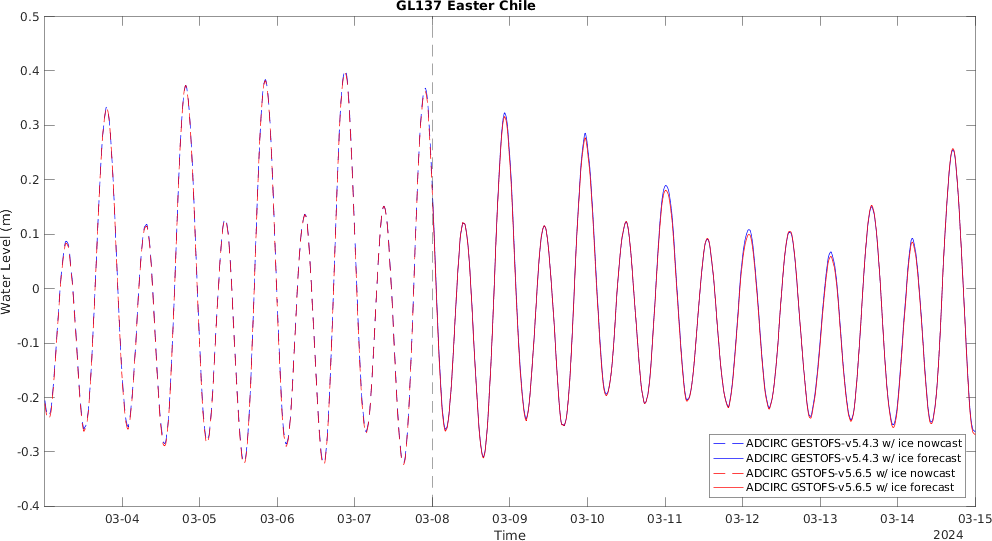 GL137 Easter Chile
0.5
0.4
0.3
0.2
0.1
0
-0.1
-0.2
-0.3
-0.4
Water Level (m)
ADCIRC GESTOFS-v5.4.3 w/ ice nowcast
ADCIRC GESTOFS-v5.4.3 w/ ice forecast
ADCIRC GSTOFS-v5.6.5 w/ ice nowcast
ADCIRC GSTOFS-v5.6.5 w/ ice forecast
03-04 03-05 03-06 03-07 03-08 03-09 03-10 03-11 03-12 03-13 03-14 03-15
Time
2024